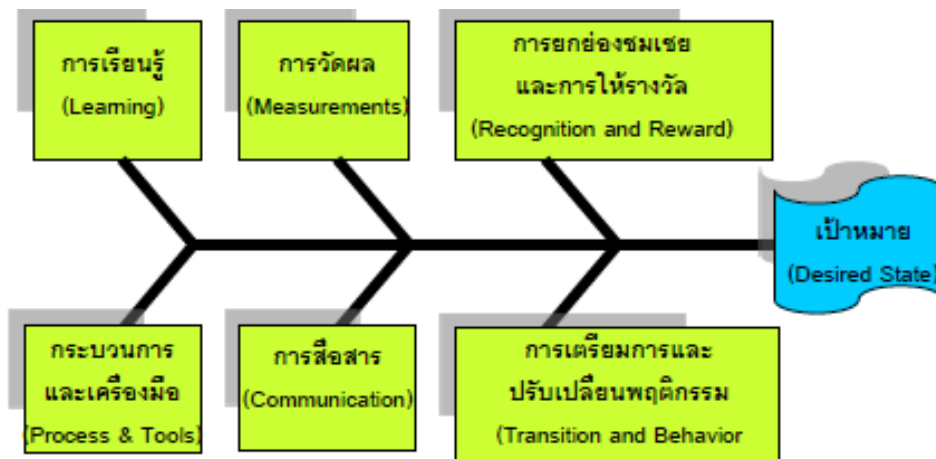 การเรียนรู้
(Learning)
การวัดผล
(Measurements)
การยกย่องชมเชย
และการให้รางวัล
(Recognition and Reward)
เป้าหมาย
(Desired State)
กระบวนการ
และเครื่องมือ
(Process & Tools)
การสื่อสาร
(Communication)
การเตรียมการและ
ปรับเปลี่ยนพฤติกรรม
(Transition and Behavior